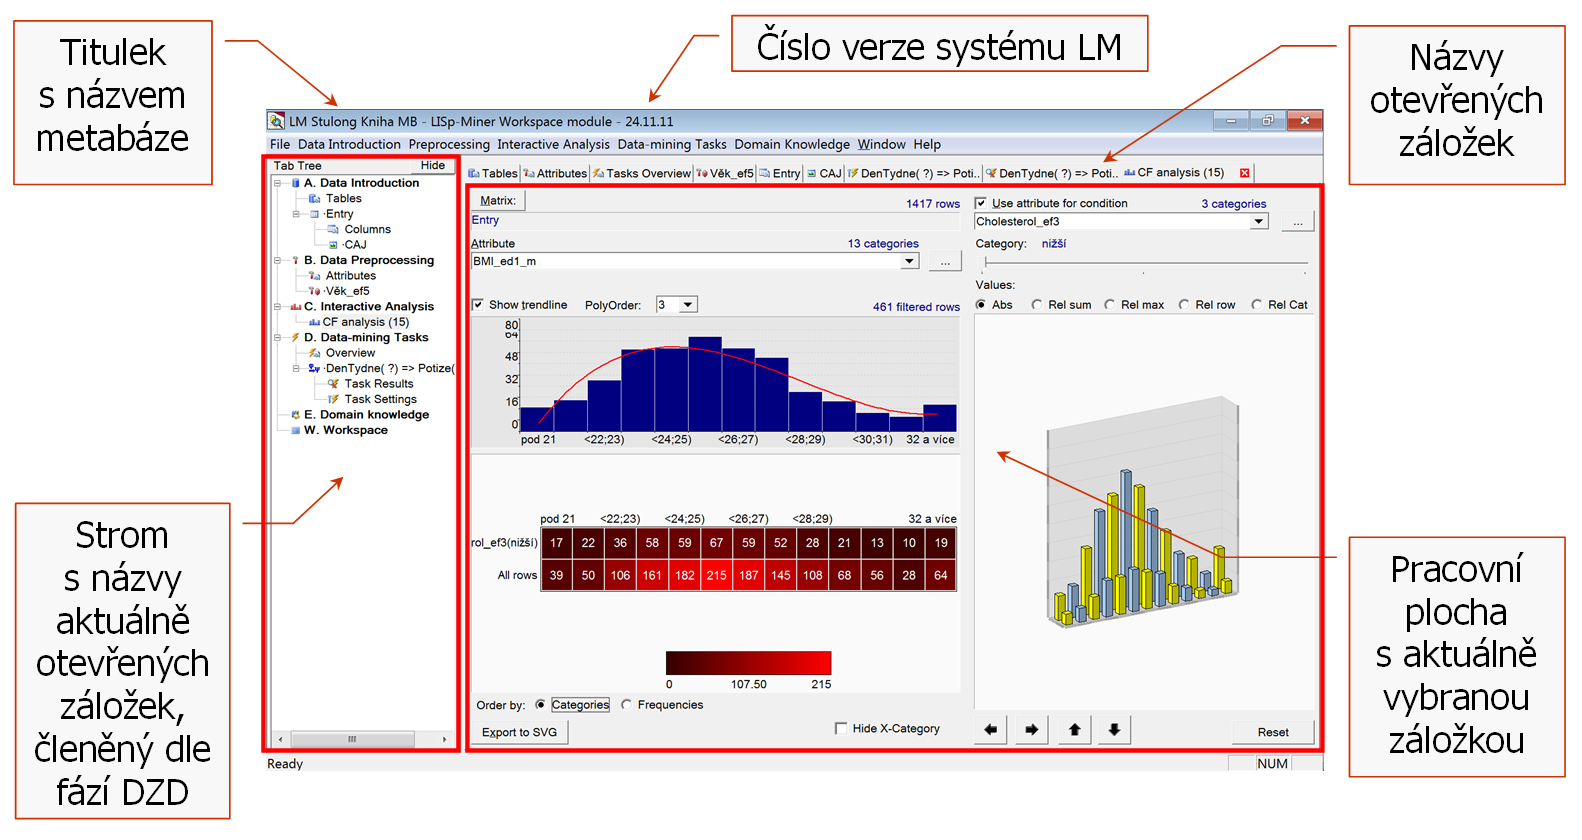 Titulek
s názvem
metabáze
Číslo verze systému LM
Názvy
otevřených
záložek
LM Stulong Kniha MB - LISp-Miner Workspace module - 24.11.11
File Data Introduction Preprocessing Interactive Analysis Data-mining Tasks Domain Knowledge Window Help
Tab Tree Hide
A. Data Introduction
Tables
·Entry
Columns
·CAJ
B. Data Preprocessing
Attributes
·Věk_ef5
C. Interactive Analysis
CF analysis (15)
D. Data-mining Tasks
Overview
·DenTydne( ?) => Potize(
Task Results
Task Settings
E. Domain knowledge
W. Workspace
Tables Attributes Tasks Overview Věk_ef5 Entry CAJ DenTydne( ?) => Poti.. DenTydne( ?) => Poti.. CF analysis (15)
Matrix: 1417 rows
Entry
Attribute 13 categories
BMI_ed1_m ...
Show trendline PolyOrder: 3 461 filtered rows
80
64
48
32
16
0
pod 21 <22;23) <24;25) <26;27) <28;29) <30;31) 32 a více
pod 21 <22;23) <24;25) <26;27) <28;29) 32 a více
rol_ef3(nižší) 17 22 36 58 59 67 59 52 28 21 13 10 19
All rows 39 50 106 161 182 215 187 145 108 68 56 28 64
0 107.50 215
Order by: Categories Frequencies
Export to SVG Hide X-Category
Use attribute for condition 3 categories
Cholesterol_ef3 ...
Category: nižší
Values:
Abs Rel sum Rel max Rel row Rel Cat
Reset
Ready NUM
Strom
s názvy
aktuálně
otevřených
záložek,
členěný dle
fází DZD
Pracovní
plocha
s aktuálně
vybranou
záložkou